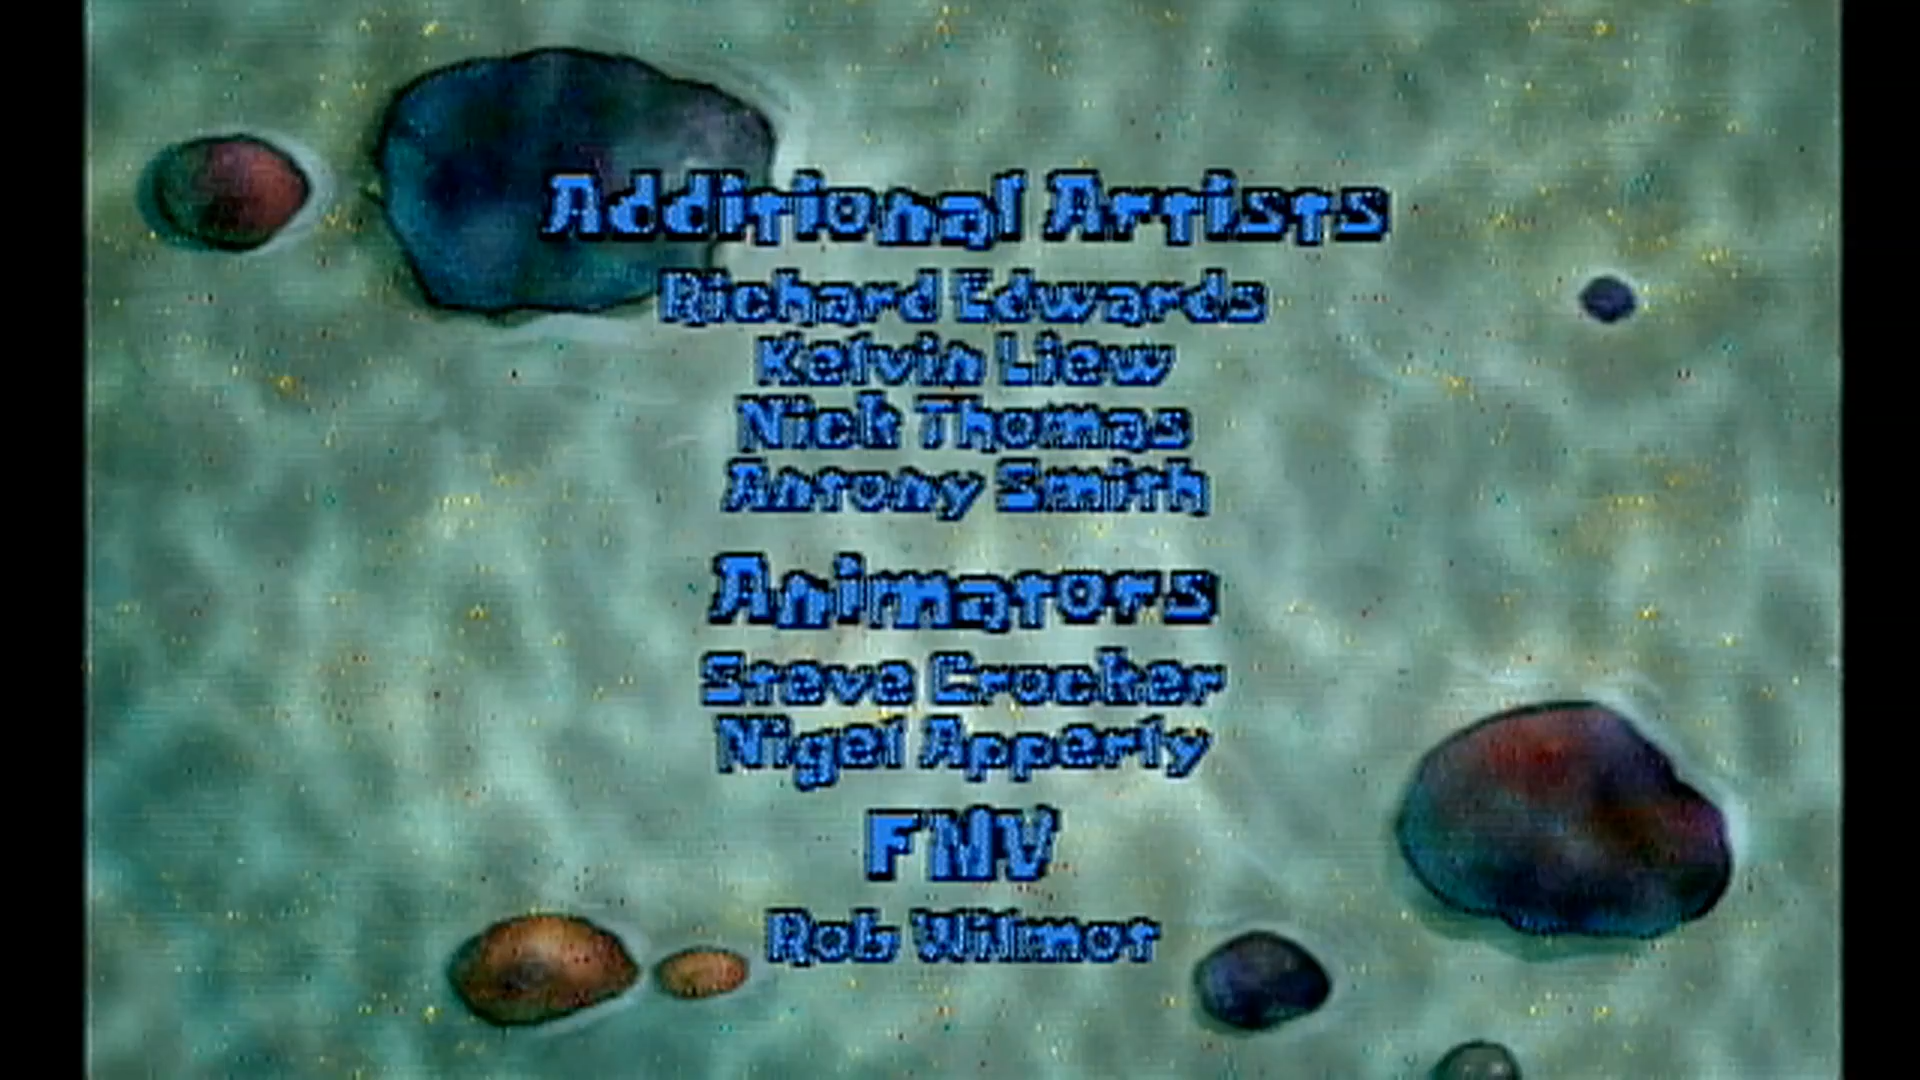 Additional Artists
Richard Edwards
Kelvin Liew
Nick Thomas
Antony Smith
Animators
Steve Crocker
Nigel Apperly
FMV
Rob Wilmot